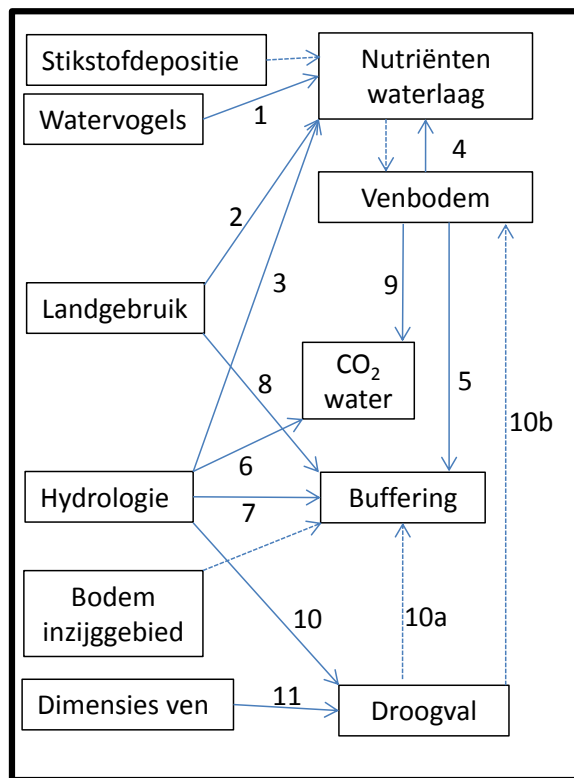 Stikstofdepositie
Nutriënten
waterlaag
Watervogels
1
4
Venbodem
2
3
9
Landgebruik
CO₂
water
5
8
10b
6
Hydrologie
7
Buffering
Bodem
inzijggebied
10
10a
Dimensies ven
11
Droogval